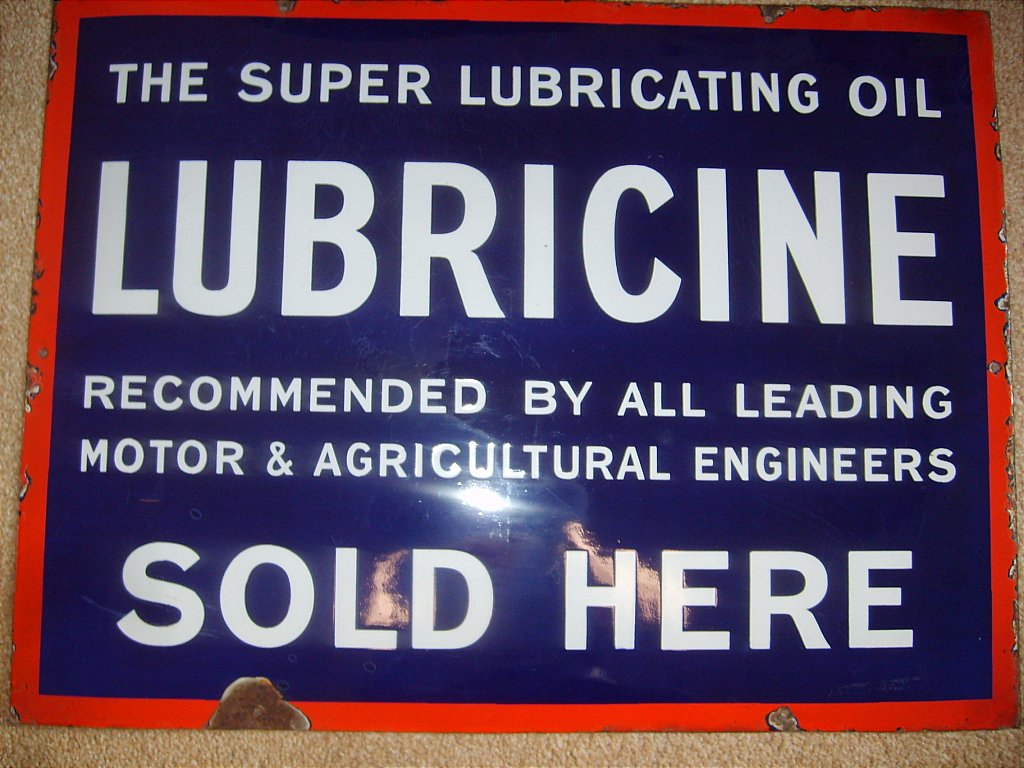 THE SUPER LUBRICATING OIL
LUBRICINE
RECOMMENDED BY ALL LEADING
MOTOR & AGRICULTURAL ENGINEERS
SOLD HERE